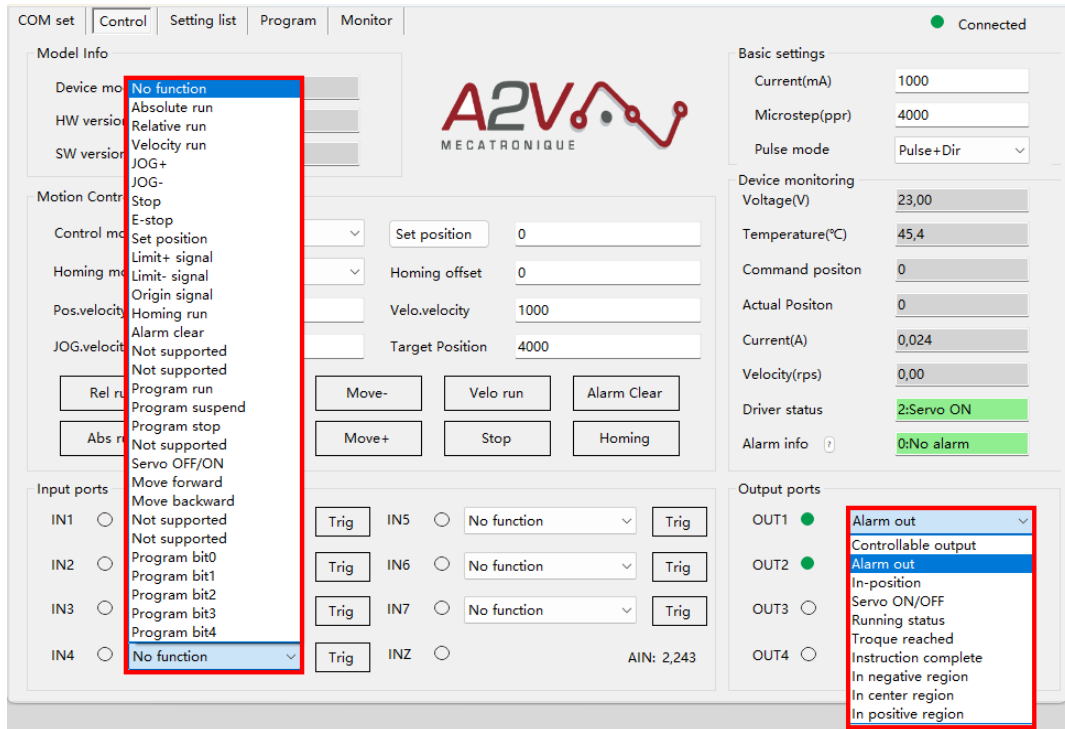 COM set Control Setting list Program Monitor Connected
Model Info
Device mo
HW version
SW version
No function
Absolute run
Relative run
Velocity run
JOG+
JOG-
Stop
E-stop
Set position
Limit+ signal
Limit- signal
Origin signal
Homing run
Alarm clear
Not supported
Not supported
Program run
Program suspend
Program stop
Not supported
Servo OFF/ON
Move forward
Move backward
Not supported
Not supported
Program bit0
Program bit1
Program bit2
Program bit3
Program bit4
A2V
MECATRONIQUE
Basic settings
Current(mA) 1000
Microstep(ppr) 4000
Pulse mode Pulse+Dir
Motion Contr
Control mo Set position 0
Homing mo Homing offset 0
Pos.velocity Velo.velocity 1000
JOG.velocit Target Position 4000
Rel ru Move- Velo run Alarm Clear
Abs r Move+ Stop Homing
Device monitoring
Voltage(V) 23,00
Temperature(℃) 45,4
Command positon 0
Actual Positon 0
Current(A) 0,024
Velocity(rps) 0,00
Driver status 2:Servo ON
Alarm info ? 0:No alarm
Input ports
IN1 Trig IN5 No function Trig
IN2 Trig IN6 No function Trig
IN3 Trig IN7 No function Trig
IN4 No function Trig INZ AIN: 2,243
Output ports
OUT1 Alarm out
OUT2
OUT3
OUT4
Controllable output
Alarm out
In-position
Servo ON/OFF
Running status
Troque reached
Instruction complete
In negative region
In center region
In positive region